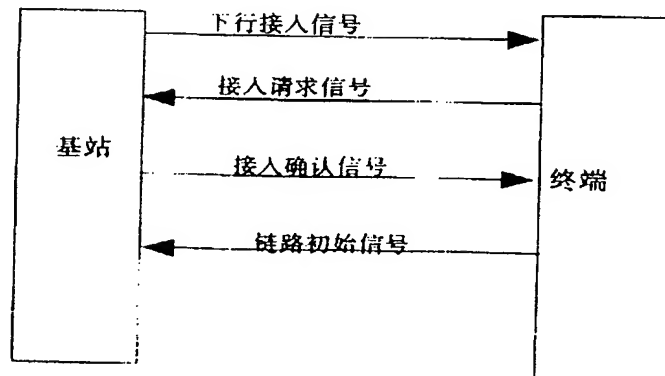 下行接入信号
接入请求信号
基站
接入确认信号
终端
链路初始信号